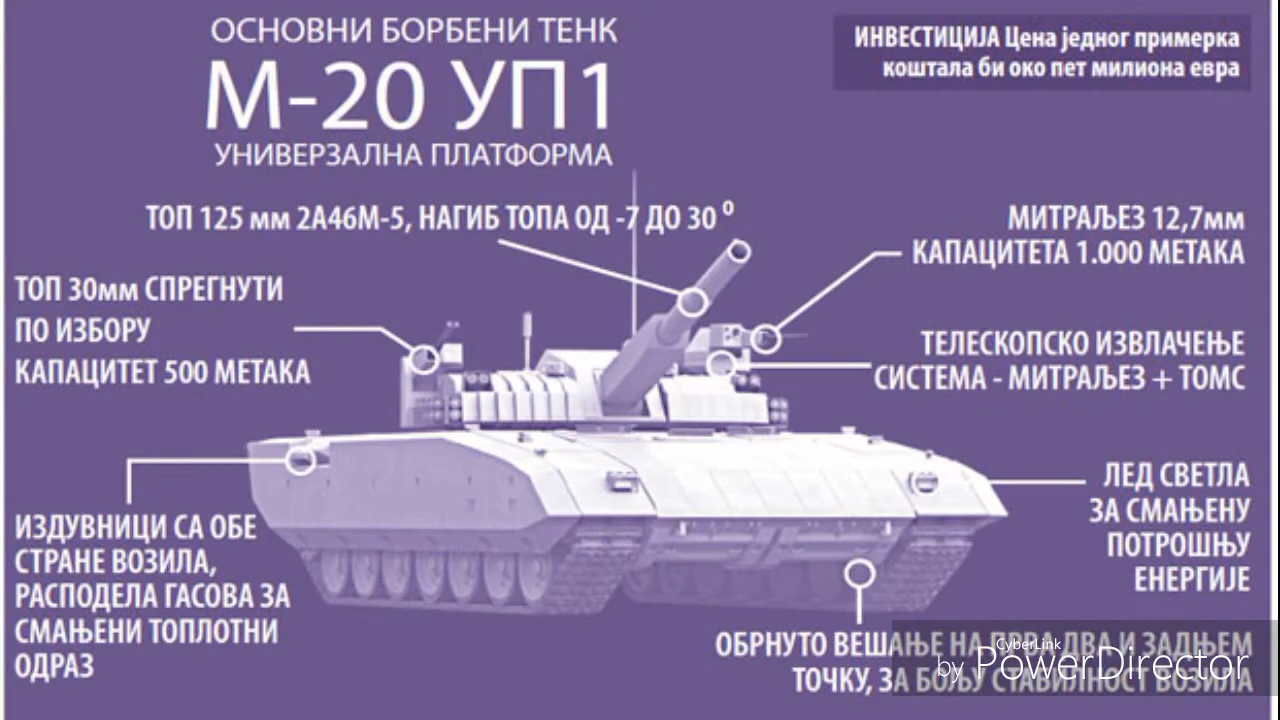 ОСНОВНИ БОРБЕНИ ТЕНК
М-20 УП1
УНИВЕРЗАЛНА ПЛАТФОРМА
ИНВЕСТИЦИЈА Цена једног примерка
коштала би око пет милиона евра
ТОП 125 мм 2А46М-5, НАГИБ ТОПА ОД -7 ДО 30 ⁰
МИТРАЉЕЗ 12,7мм
КАПАЦИТЕТА 1.000 МЕТАКА
ТОП 30мм СПРЕГНУТИ
ПО ИЗБОРУ
КАПАЦИТЕТ 500 МЕТАКА
ТЕЛЕСКОПСКО ИЗВЛАЧЕЊЕ
СИСТЕМА - МИТРАЉЕЗ + ТОМС
ЛЕД СВЕТЛА
ЗА СМАЊЕНУ
ПОТРОШЊУ
ЕНЕРГИЈЕ
ИЗДУВНИЦИ СА ОБЕ
СТРАНЕ ВОЗИЛА,
РАСПОДЕЛА ГАСОВА ЗА
СМАЊЕНИ ТОПЛОТНИ
ОДРАЗ
ОБРНУТО ВЕШАЊЕ НА ПРВА ДВА И ЗАДЊЕМ
ТОЧКУ, ЗА БОЉУ СТАБИЛНОСТ ВОЗИЛА
CyberLink
by PowerDirector